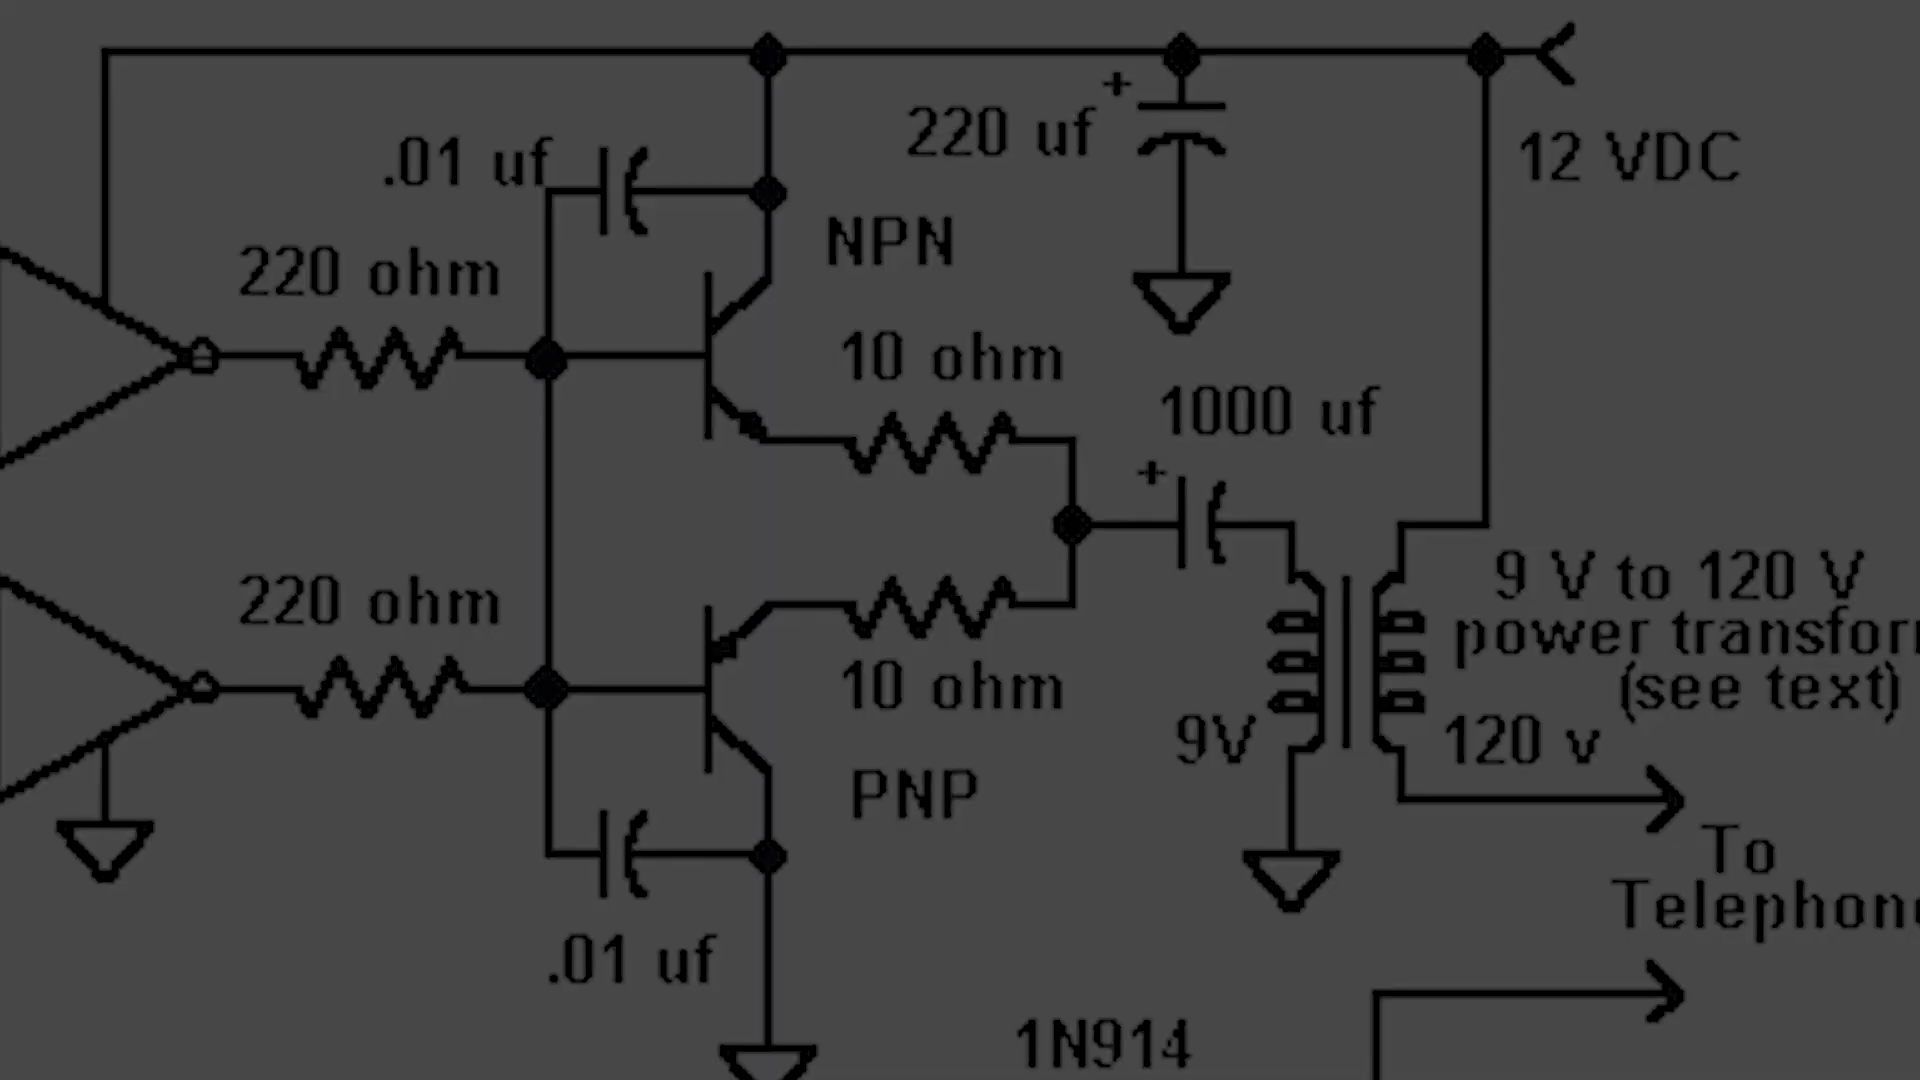 +
220 uf
.01 uf
12 VDC
NPN
220 ohm
10 ohm
1000 uf
+
9 V to 120 V
220 ohm
power transfor
(see text)
10 ohm
9V
120 v
PNP
To
Telephon
.01 uf
1N914